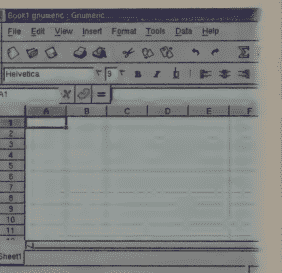 Book1.gnumeric : Gnumeric
File Edit View Insert Format Tools Data Help
Helvetica 9 B I
A1 =
A B C D E F
1
2
3
4
5
6
7
8
9
10
11
Sheet1